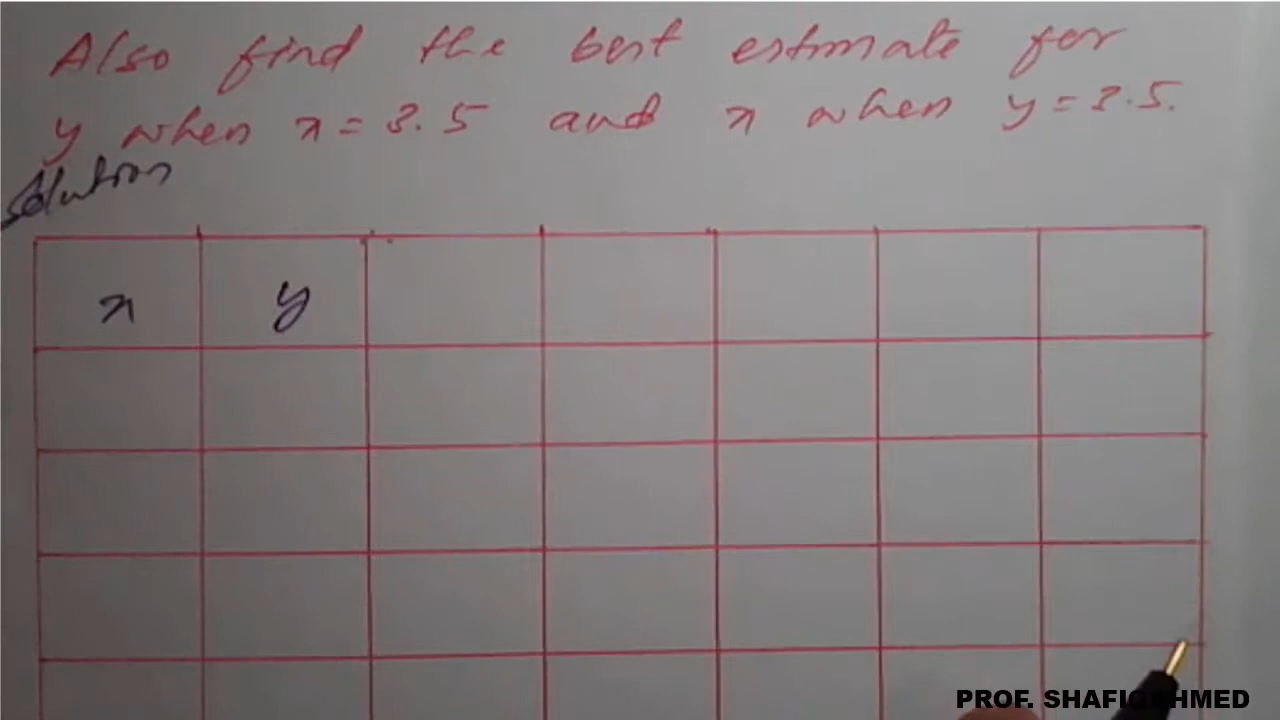 Also find the best estimate for
y when x = 3.5 and x when y = 3.5.
Solution
x y
PROF. SHAFIQ AHMED